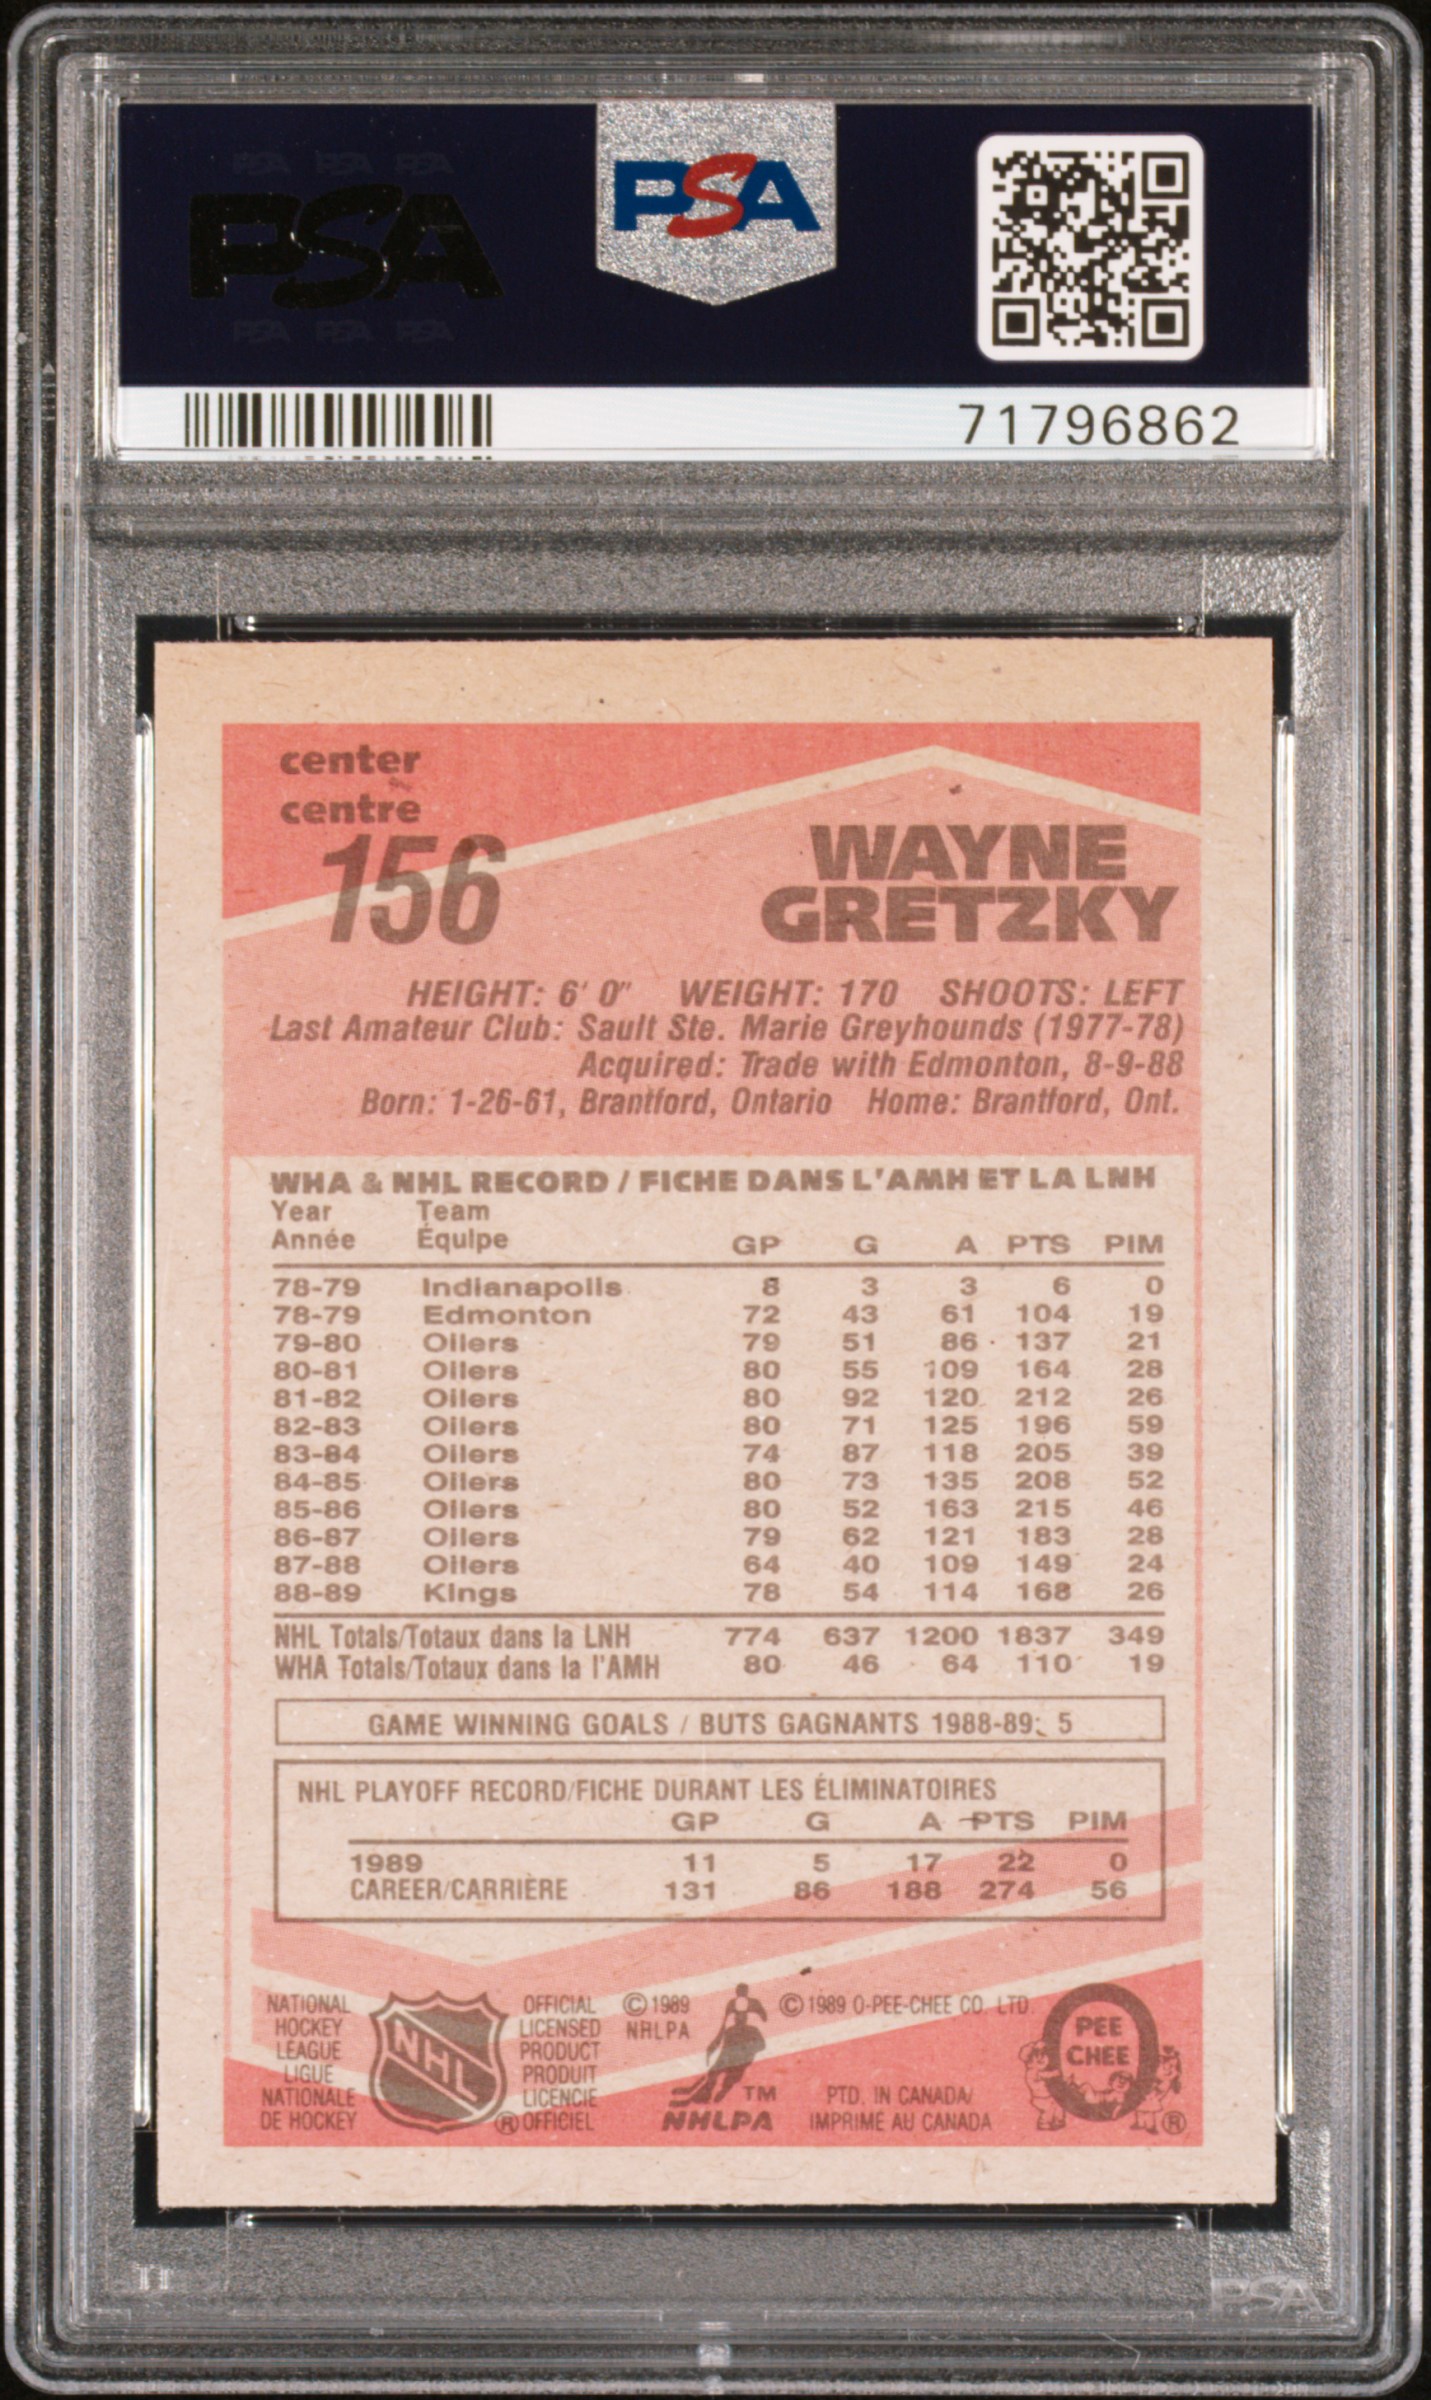 PSA PSA PSA
PSA
PSA PSA PSA
PSA
71796862
center
centre
156
WAYNE
GRETZKY
HEIGHT: 6' 0" WEIGHT: 170 SHOOTS: LEFT
Last Amateur Club: Sault Ste. Marie Greyhounds (1977-78)
Acquired: Trade with Edmonton, 8-9-88
Born: 1-26-61, Brantford, Ontario Home: Brantford, Ont.
WHA & NHL RECORD / FICHE DANS L'AMH ET LA LNH
Year Team
Année Équipe GP G A PTS PIM
78-79 Indianapolis 8 3 3 6 0
78-79 Edmonton 72 43 61 104 19
79-80 Oilers 79 51 86 137 21
80-81 Oilers 80 55 109 164 28
81-82 Oilers 80 92 120 212 26
82-83 Oilers 80 71 125 196 59
83-84 Oilers 74 87 118 205 39
84-85 Oilers 80 73 135 208 52
85-86 Oilers 80 52 163 215 46
86-87 Oilers 79 62 121 183 28
87-88 Oilers 64 40 109 149 24
88-89 Kings 78 54 114 168 26
NHL Totals/Totaux dans la LNH 774 637 1200 1837 349
WHA Totals/Totaux dans la l'AMH 80 46 64 110 19
GAME WINNING GOALS / BUTS GAGNANTS 1988-89: 5
NHL PLAYOFF RECORD/FICHE DURANT LES ÉLIMINATOIRES
GP G A PTS PIM
1989 11 5 17 22 0
CAREER/CARRIÈRE 131 86 188 274 56
NATIONAL
HOCKEY
LEAGUE
LIGUE
NATIONALE
DE HOCKEY
NHL
®
OFFICIAL
LICENSED
PRODUCT
PRODUIT
LICENCIE
OFFICIEL
© 1989
NHLPA
TM
NHLPA
© 1989 O-PEE-CHEE CO. LTD.
PTD. IN CANADA/
IMPRIMÉ AU CANADA
O
PEE
CHEE
®
PSA